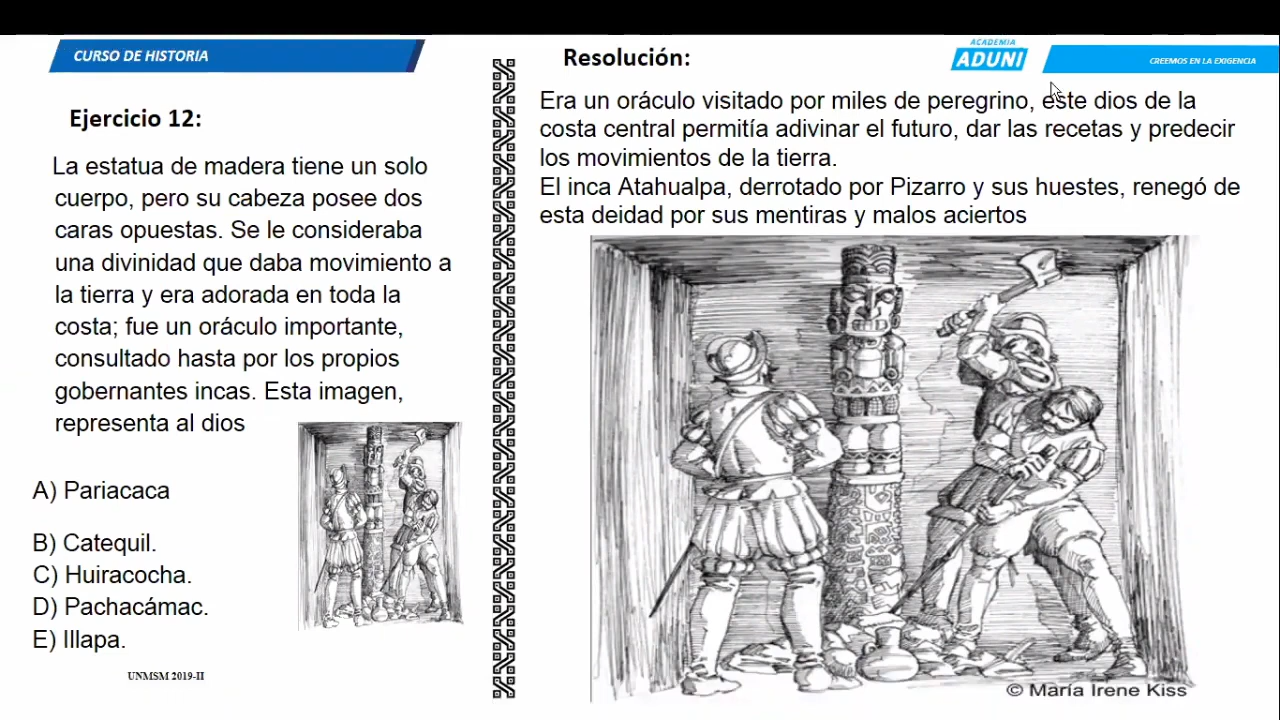 CURSO DE HISTORIA
Ejercicio 12:
La estatua de madera tiene un solo
cuerpo, pero su cabeza posee dos
caras opuestas. Se le consideraba
una divinidad que daba movimiento a
la tierra y era adorada en toda la
costa; fue un oráculo importante,
consultado hasta por los propios
gobernantes incas. Esta imagen,
representa al dios
A) Pariacaca
B) Catequil.
C) Huiracocha.
D) Pachacámac.
E) Illapa.
UNMSM 2019-II
Resolución:
ACADEMIA
ADUNI
CREEMOS EN LA EXIGENCIA
Era un oráculo visitado por miles de peregrino, este dios de la
costa central permitía adivinar el futuro, dar las recetas y predecir
los movimientos de la tierra.
El inca Atahualpa, derrotado por Pizarro y sus huestes, renegó de
esta deidad por sus mentiras y malos aciertos
© María Irene Kiss